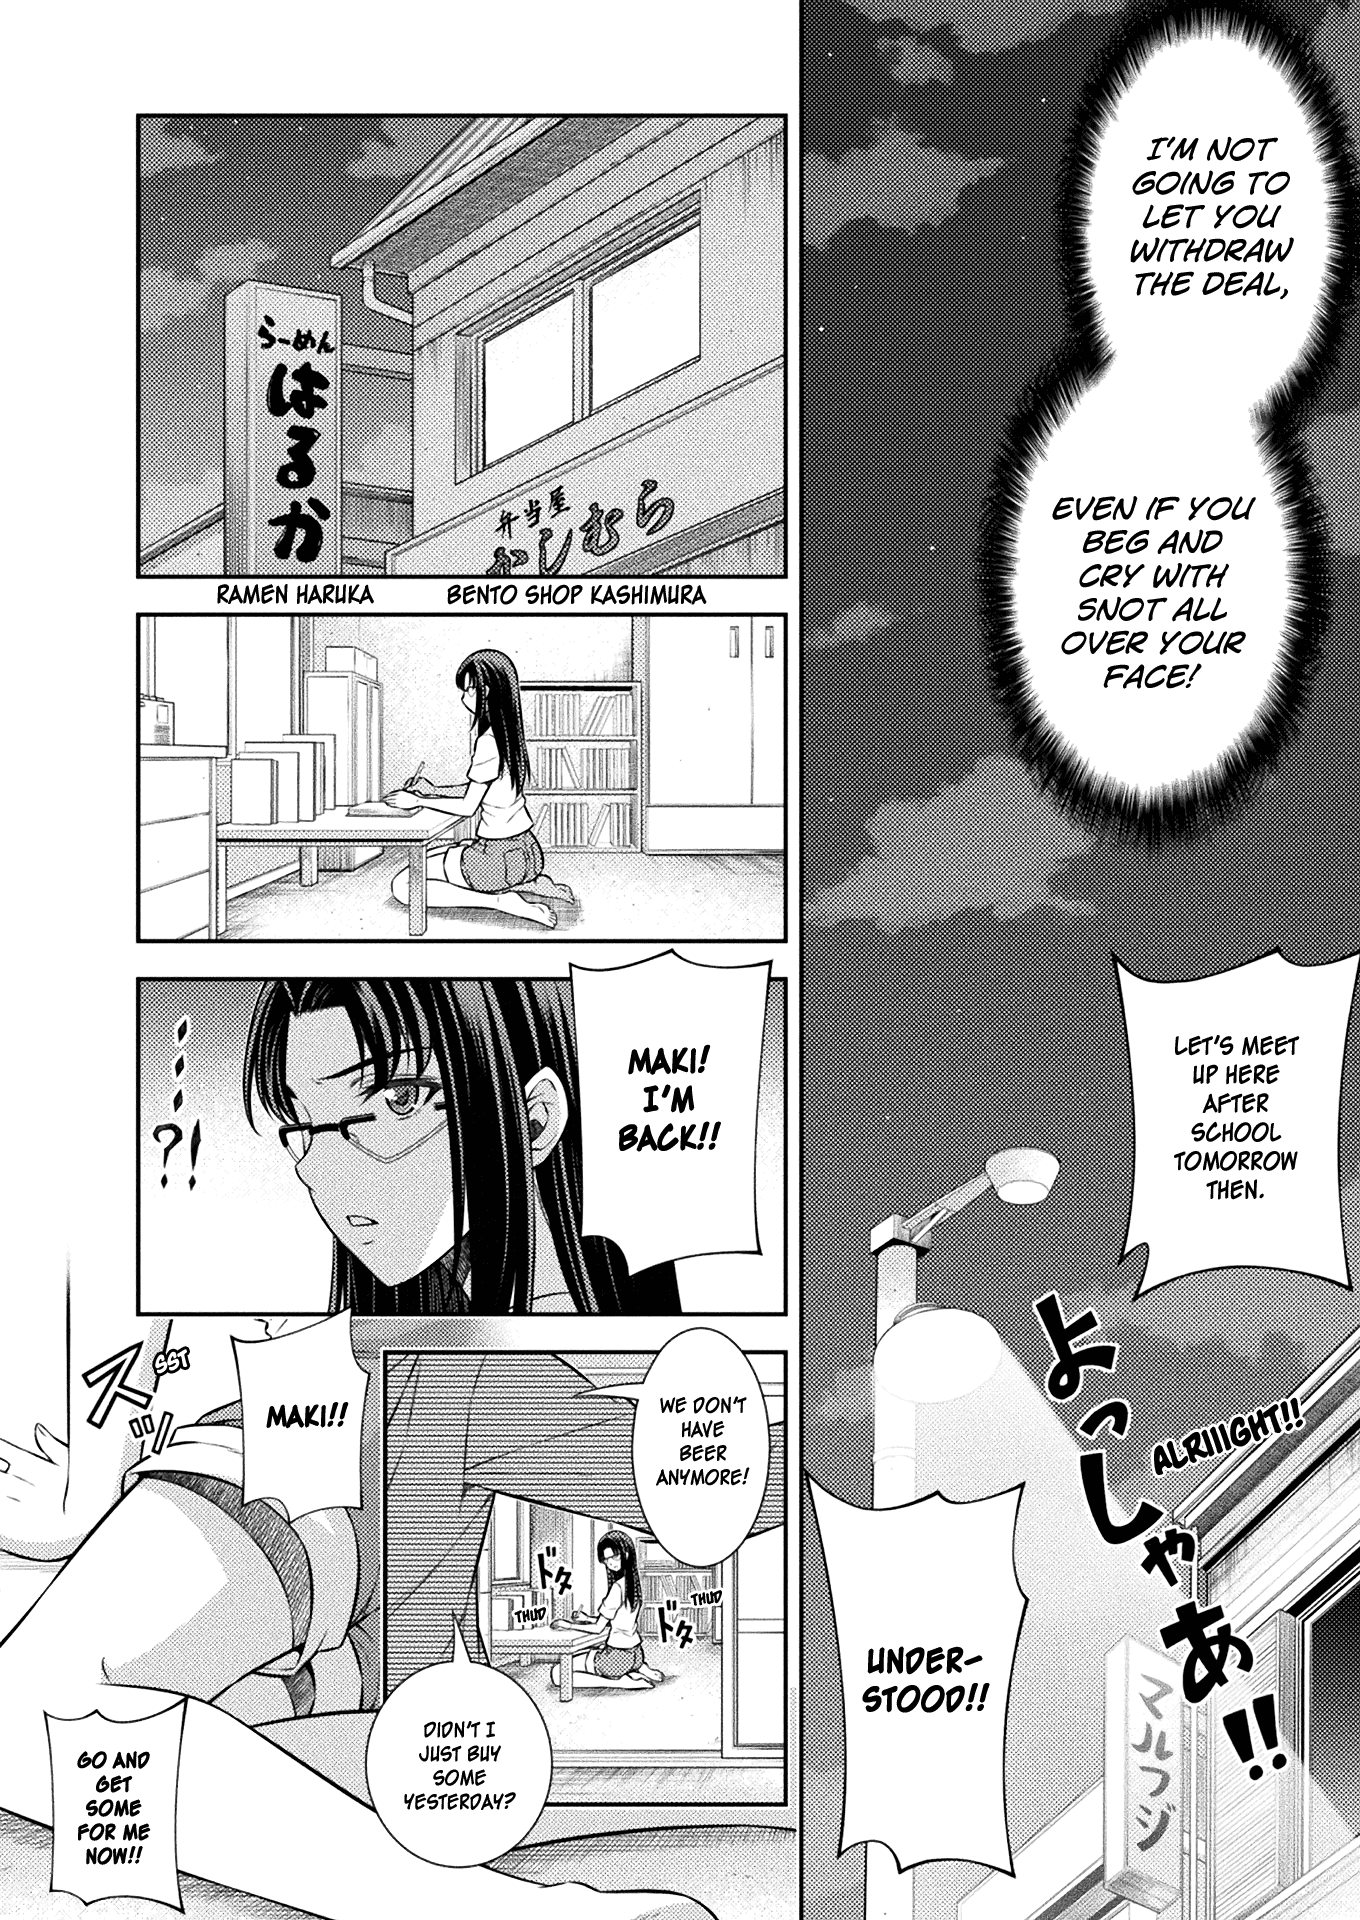 I'M NOT
GOING TO
LET YOU
WITHDRAW
THE DEAL,
EVEN IF YOU
BEG AND
CRY WITH
SNOT ALL
OVER YOUR
FACE!
LET'S MEET
UP HERE
AFTER
SCHOOL
TOMORROW
THEN.
よっしゃあ!!
ALRIIIGHT!!
UNDER-
STOOD!!
マルフジ
らーめん
はるか
弁当屋
かしむら
RAMEN HARUKA
BENTO SHOP KASHIMURA
MAKI!
I'M
BACK!!
?!
WE DON'T
HAVE
BEER
ANYMORE!
ドタ
THUD
ドタ
THUD
DIDN'T I
JUST BUY
SOME
YESTERDAY?
MAKI!!
ズ
SST
GO AND
GET
SOME
FOR ME
NOW!!